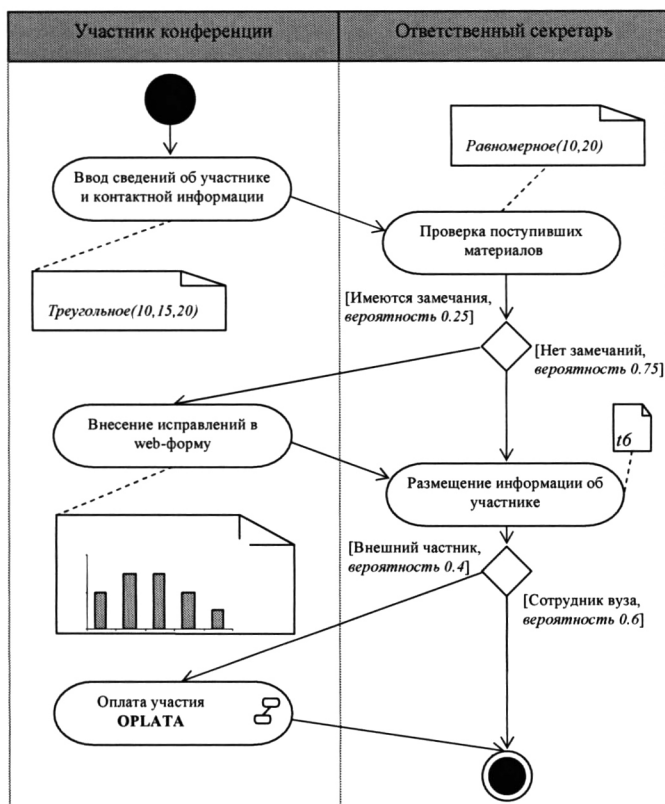 Участник конференции
Ответственный секретарь
Равномерное(10,20)
Ввод сведений об участнике
и контактной информации
Проверка поступивших
материалов
Треугольное(10,15,20)
[Имеются замечания,
вероятность 0.25]
[Нет замечаний,
вероятность 0.75]
Внесение исправлений в
web-форму
t6
Размещение информации об
участнике
[Внешний частник,
вероятность 0.4]
[Сотрудник вуза,
вероятность 0.6]
Оплата участия
OPLATA